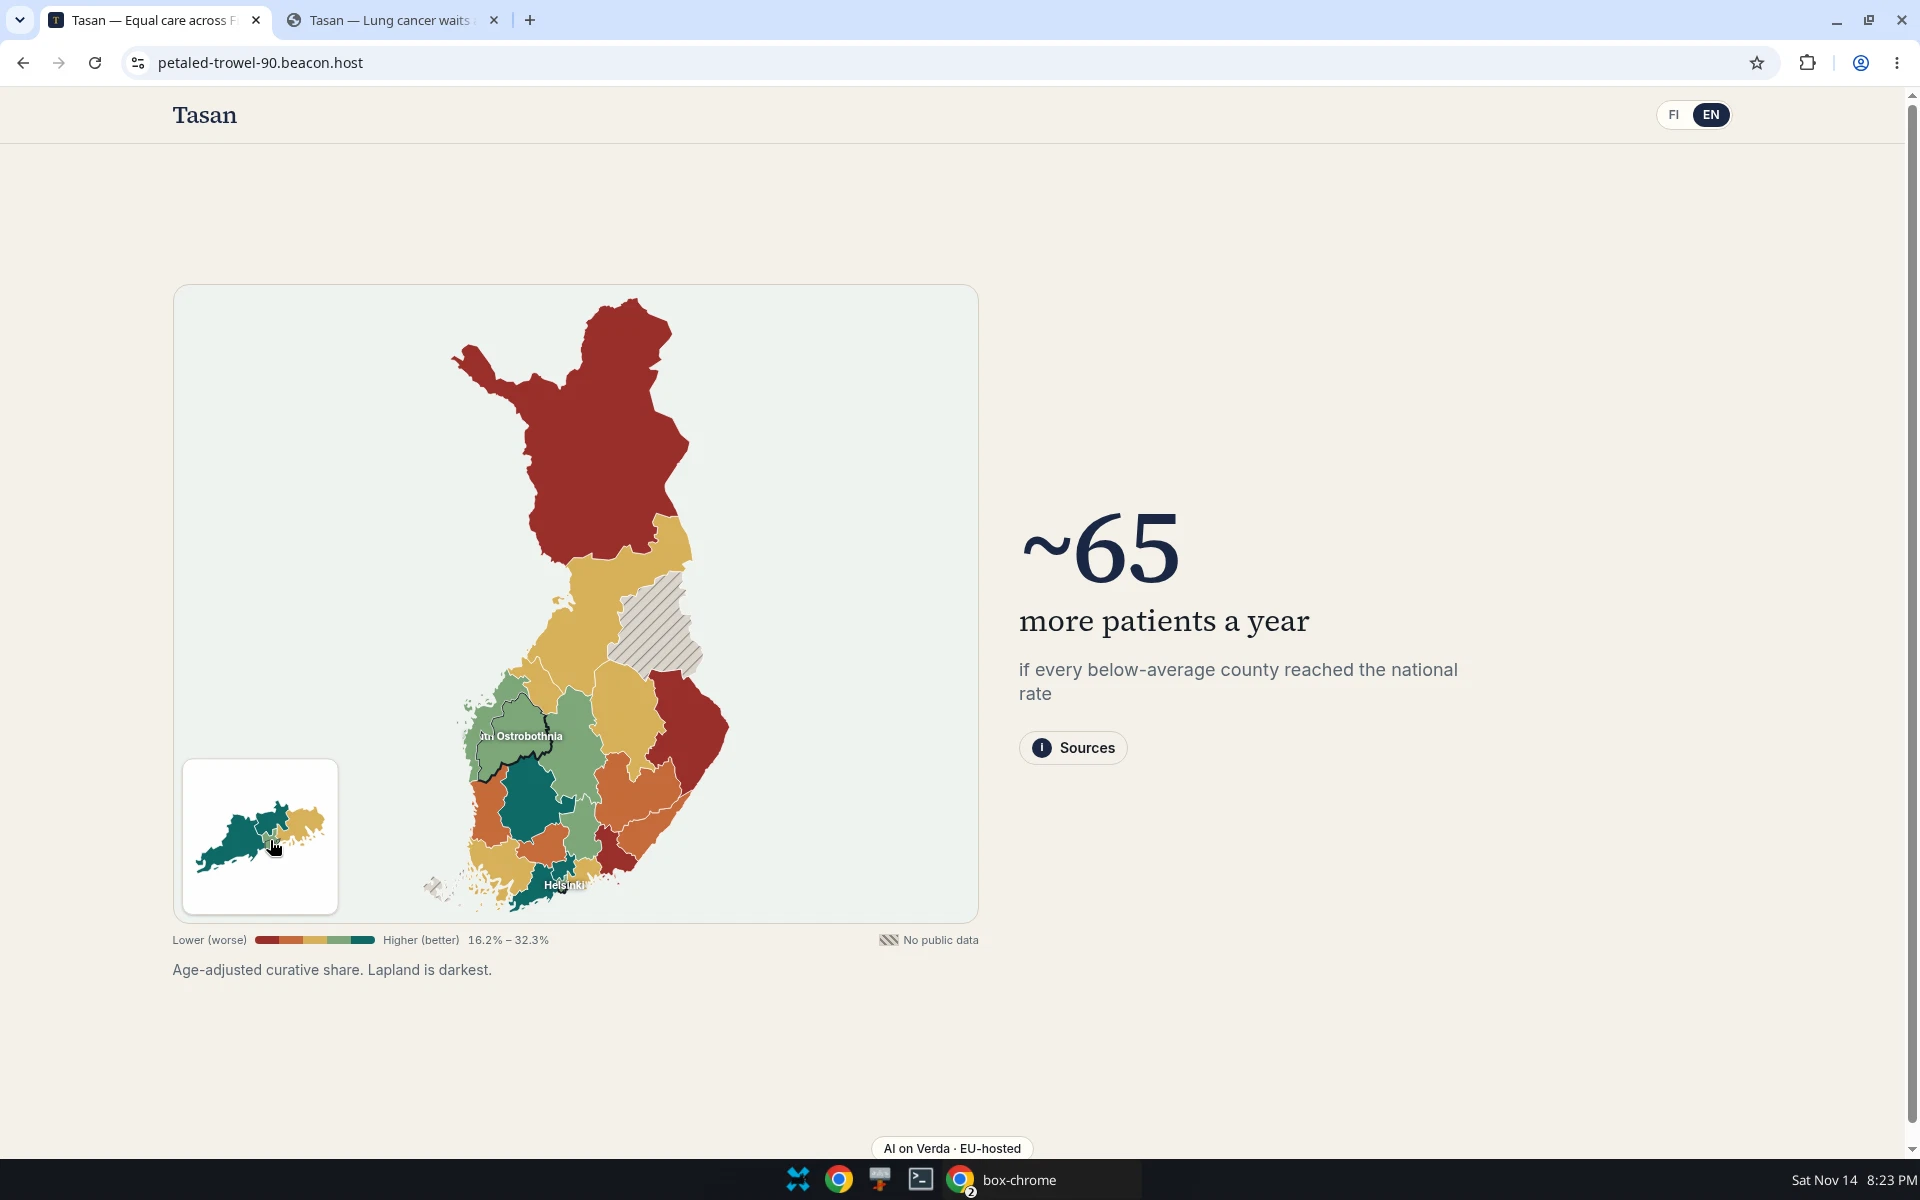 Tasan — Equal care across F
Tasan — Lung cancer waits
petaled-trowel-90.beacon.host
Tasan
FI
EN
Ostrobothnia
Helsinki
~65
more patients a year
if every below-average county reached the national
rate
i
Sources
Lower (worse)
Higher (better)
16.2% – 32.3%
No public data
Age-adjusted curative share. Lapland is darkest.
AI on Verda · EU-hosted
2
box-chrome
Sat Nov 14
8:23 PM